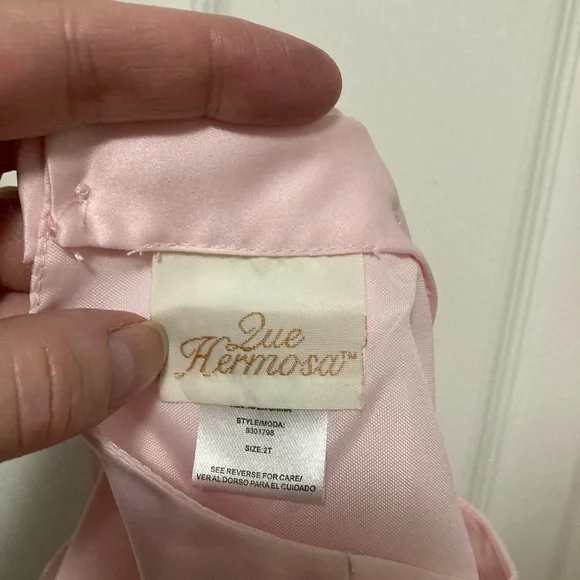 Que
Hermosa™
STYLE/MODA:
9301798
SIZE:2T
SEE REVERSE FOR CARE/
VER AL DORSO PARA EL CUIDADO